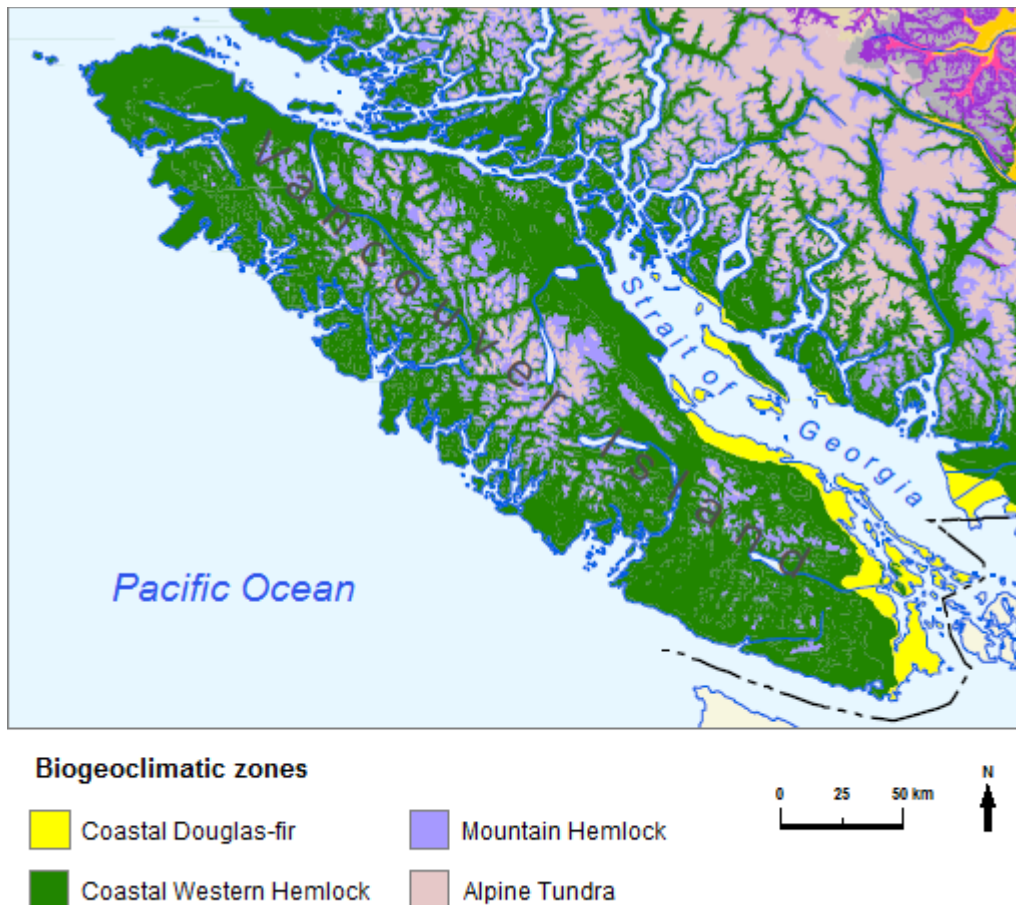 Vancouver Island
Strait of Georgia
Pacific Ocean
Biogeoclimatic zones
Coastal Douglas-fir
Mountain Hemlock
Coastal Western Hemlock
Alpine Tundra
0 25 50 km
N